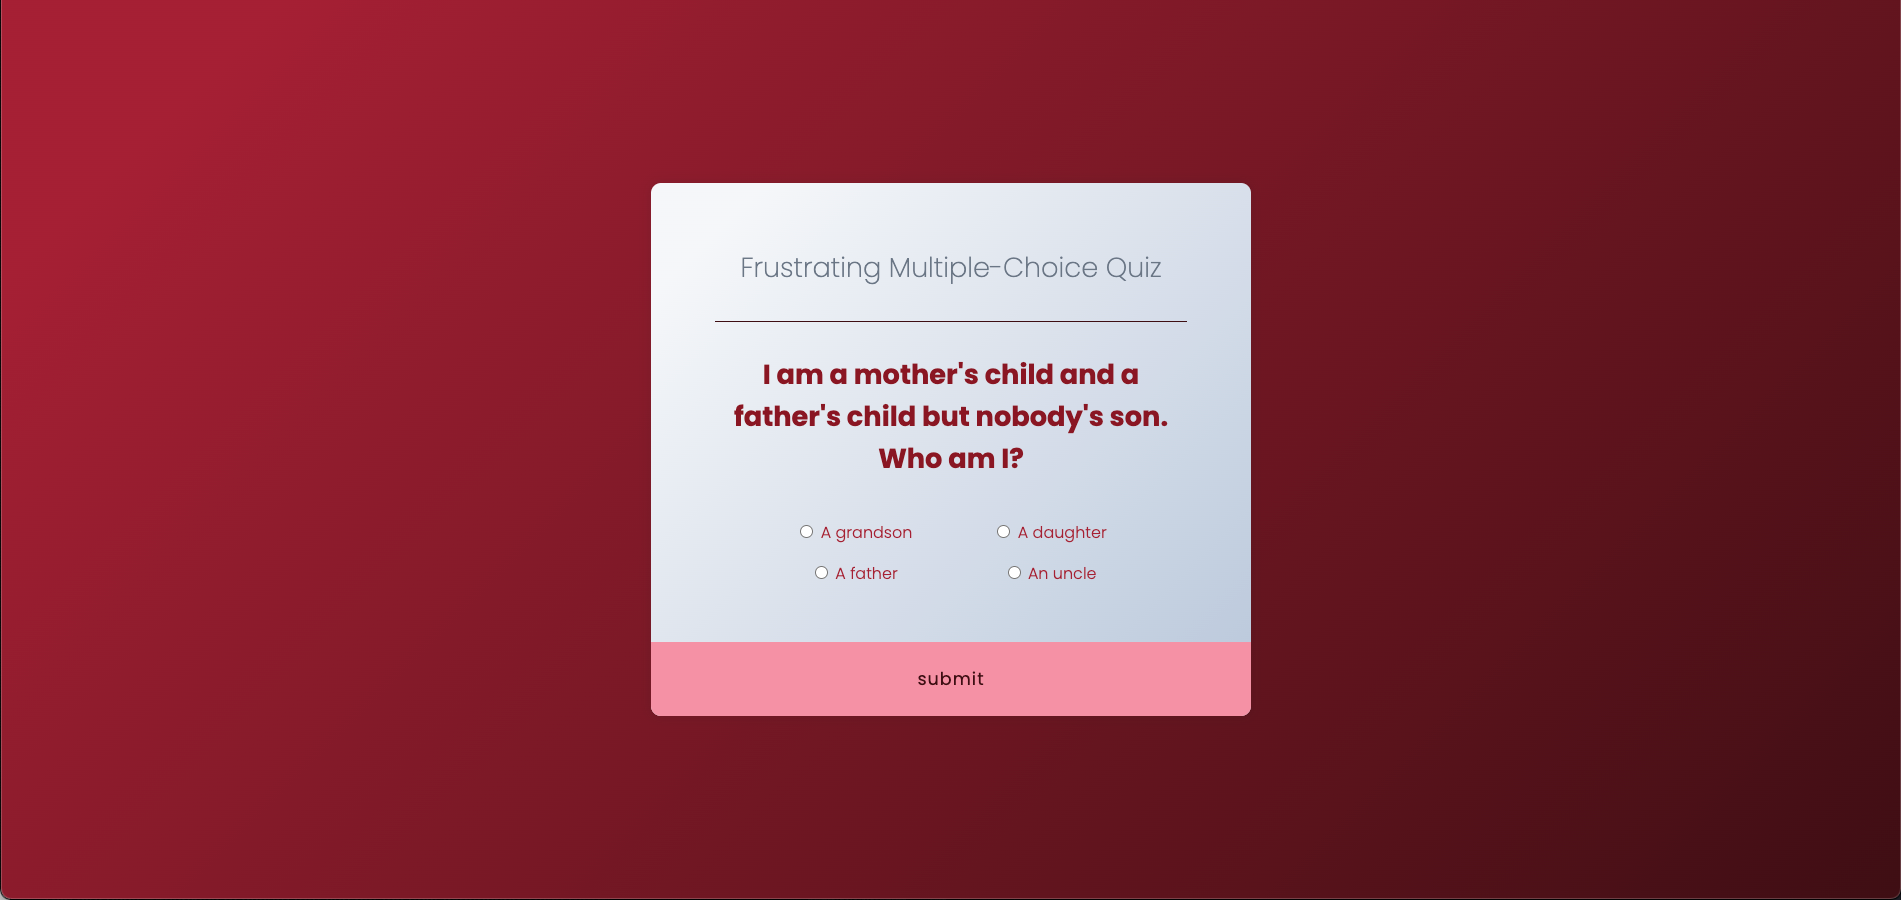 Frustrating Multiple-Choice Quiz
I am a mother's child and a
father's child but nobody's son.
Who am I?
A grandson
A daughter
A father
An uncle
submit